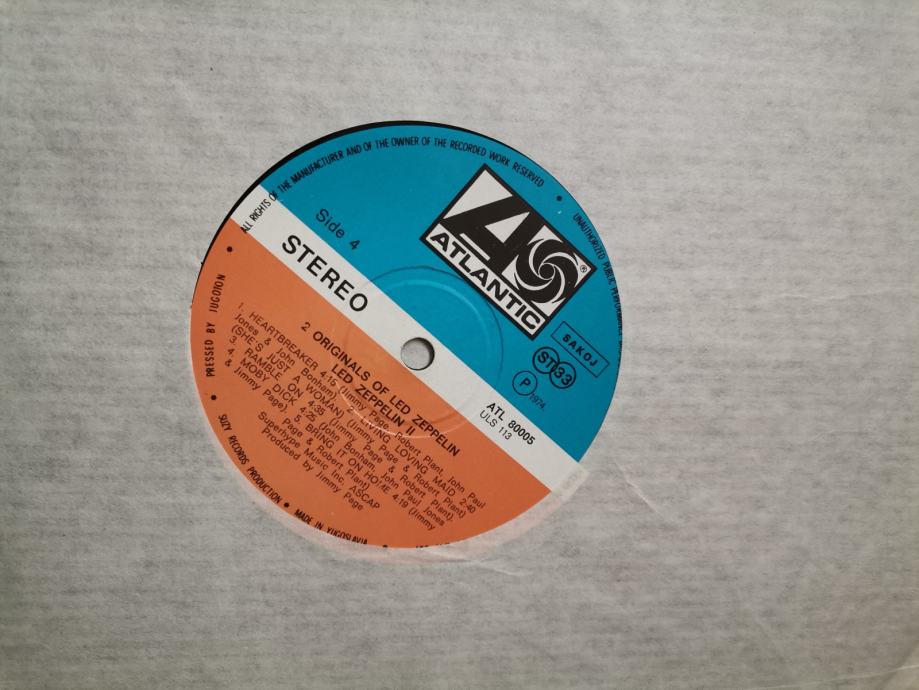 ALL RIGHTS OF THE MANUFACTURER AND OF THE OWNER OF THE RECORDED WORK RESERVED • UNAUTHORIZED PUBLIC
Side 4
STEREO
ATLANTIC
®
SAKOJ
ST 33
P 1974.
ATL 80005
ULS 113
2 ORIGINALS OF LED ZEPPELIN
LED ZEPPELIN II
1. HEARTBREAKER 4:15 (Jimmy Page, Robert Plant, John Paul
Jones & John Bonham) 2. LIVING LOVING MAID 2:40
(SHE'S JUST A WOMAN) (Jimmy Page & Robert Plant)
3. RAMBLE ON 4:35 (Jimmy Page & Robert Plant).
& 4. MOBY DICK 4:25 (John Bonham, John Paul Jones
Jimmy Page). 5. BRING IT ON HOME 4:19 (Jimmy
Page & Robert Plant)
Superhype Music Inc. ASCAP
Produced by Jimmy Page
PRESSED BY JUGOTON •
SUZY RECORDS PRODUCTION • MADE IN YUGOSLAVIA •